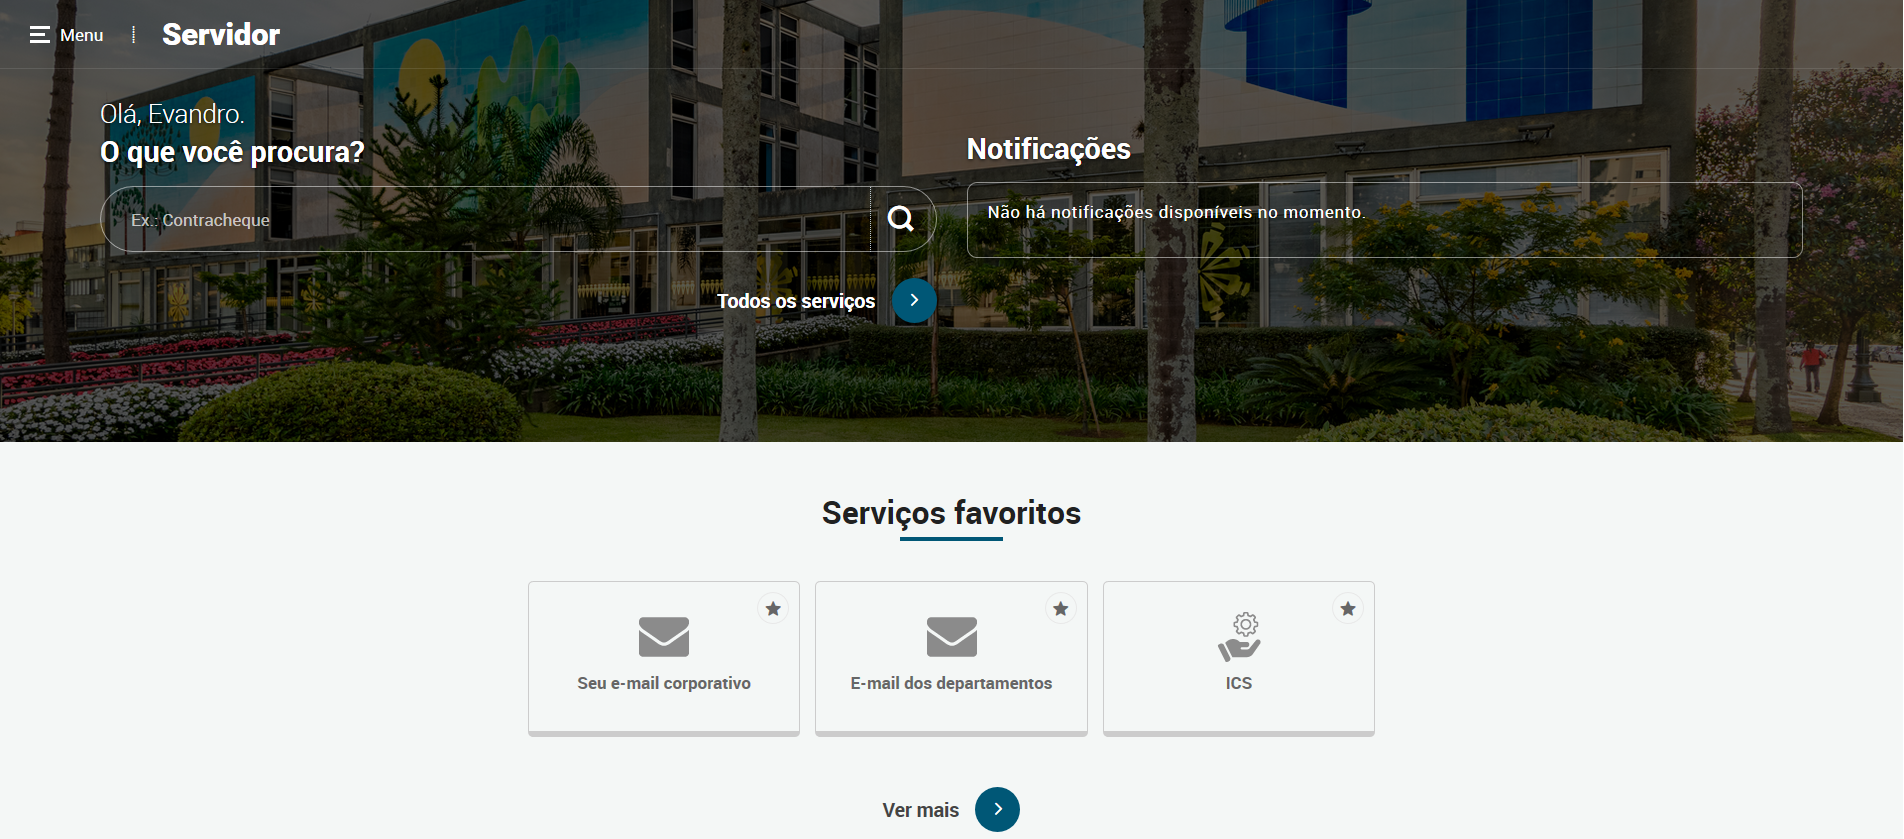 Menu
Servidor
Olá, Evandro.
O que você procura?
Ex.: Contracheque
Todos os serviços
Notificações
Não há notificações disponíveis no momento.
Serviços favoritos
Seu e-mail corporativo
E-mail dos departamentos
ICS
Ver mais